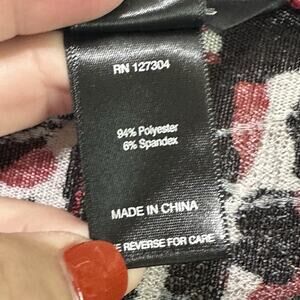 RN 127304
94% Polyester
6% Spandex
MADE IN CHINA
REVERSE FOR CARE